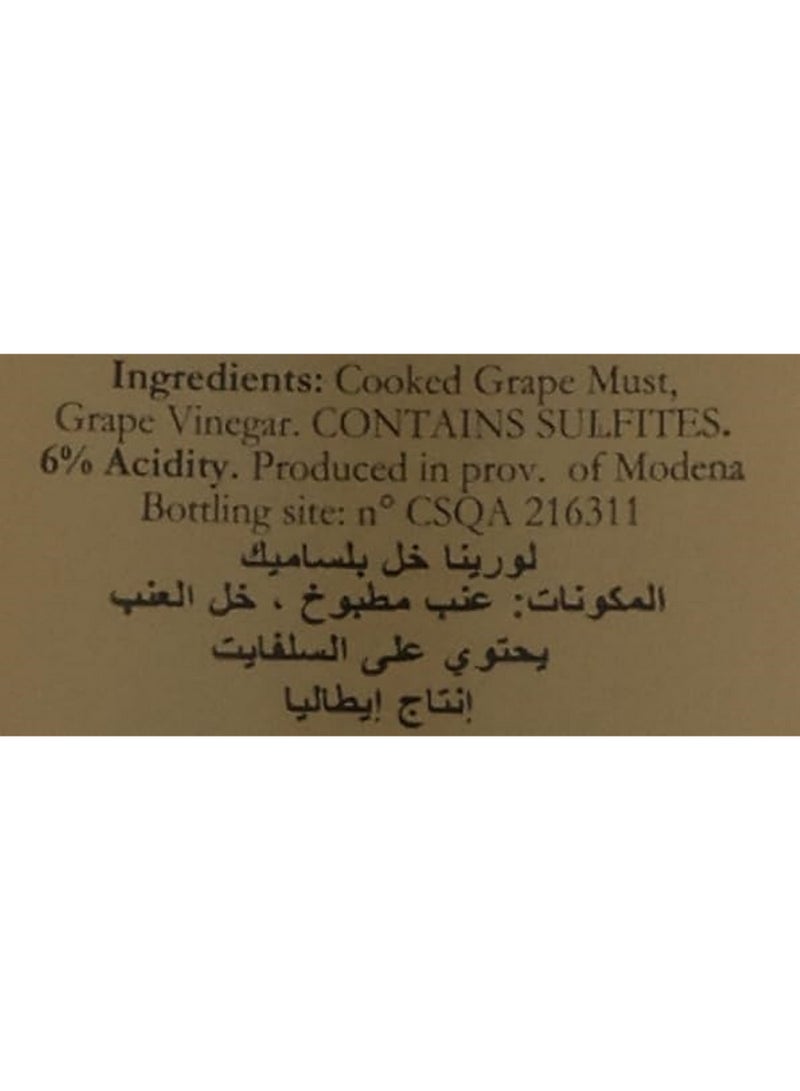 Ingredients: Cooked Grape Must,
Grape Vinegar. CONTAINS SULFITES.
6% Acidity. Produced in prov. of Modena
Bottling site: n° CSQA 216311
لورينا خل بلساميك
المكونات: عنب مطبوخ ، خل العنب
يحتوي على السلفايت
إنتاج إيطاليا